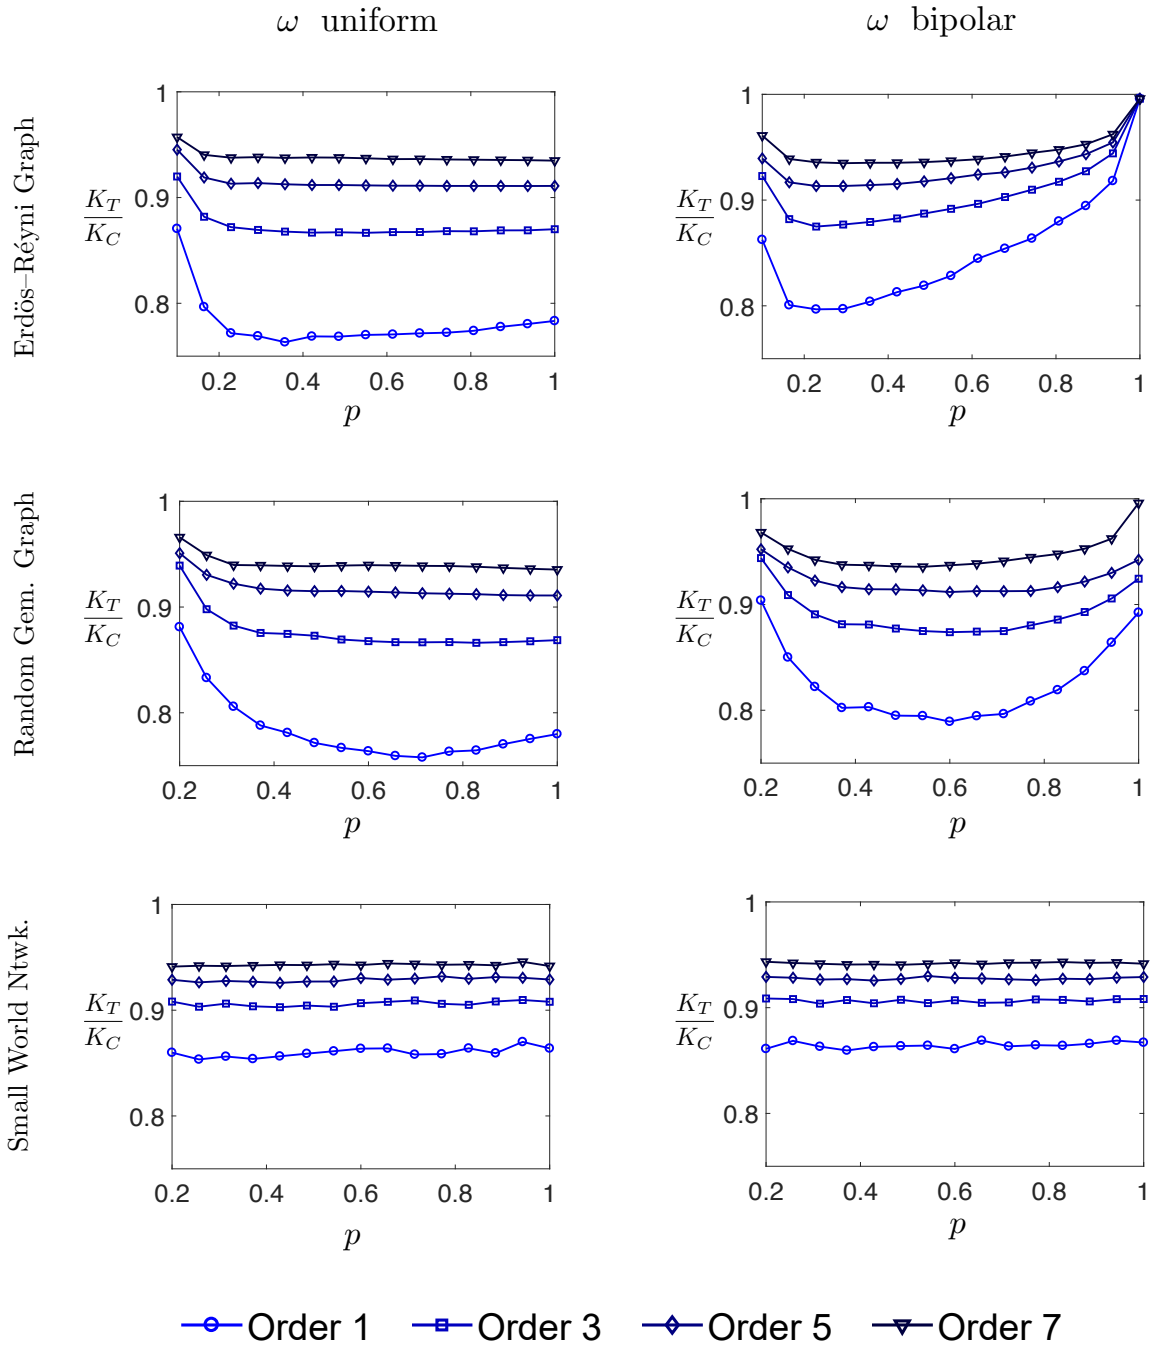 ω uniform
ω bipolar
Erdös–Réyni Graph
1
0.9
0.8
K_T
K_C
0.2 0.4 0.6 0.8 1
p
1
0.9
0.8
K_T
K_C
0.2 0.4 0.6 0.8 1
p
Random Gem. Graph
1
0.9
0.8
K_T
K_C
0.2 0.4 0.6 0.8 1
p
1
0.9
0.8
K_T
K_C
0.2 0.4 0.6 0.8 1
p
Small World Ntwk.
1
0.9
0.8
K_T
K_C
0.2 0.4 0.6 0.8 1
p
1
0.9
0.8
K_T
K_C
0.2 0.4 0.6 0.8 1
p
Order 1 Order 3 Order 5 Order 7